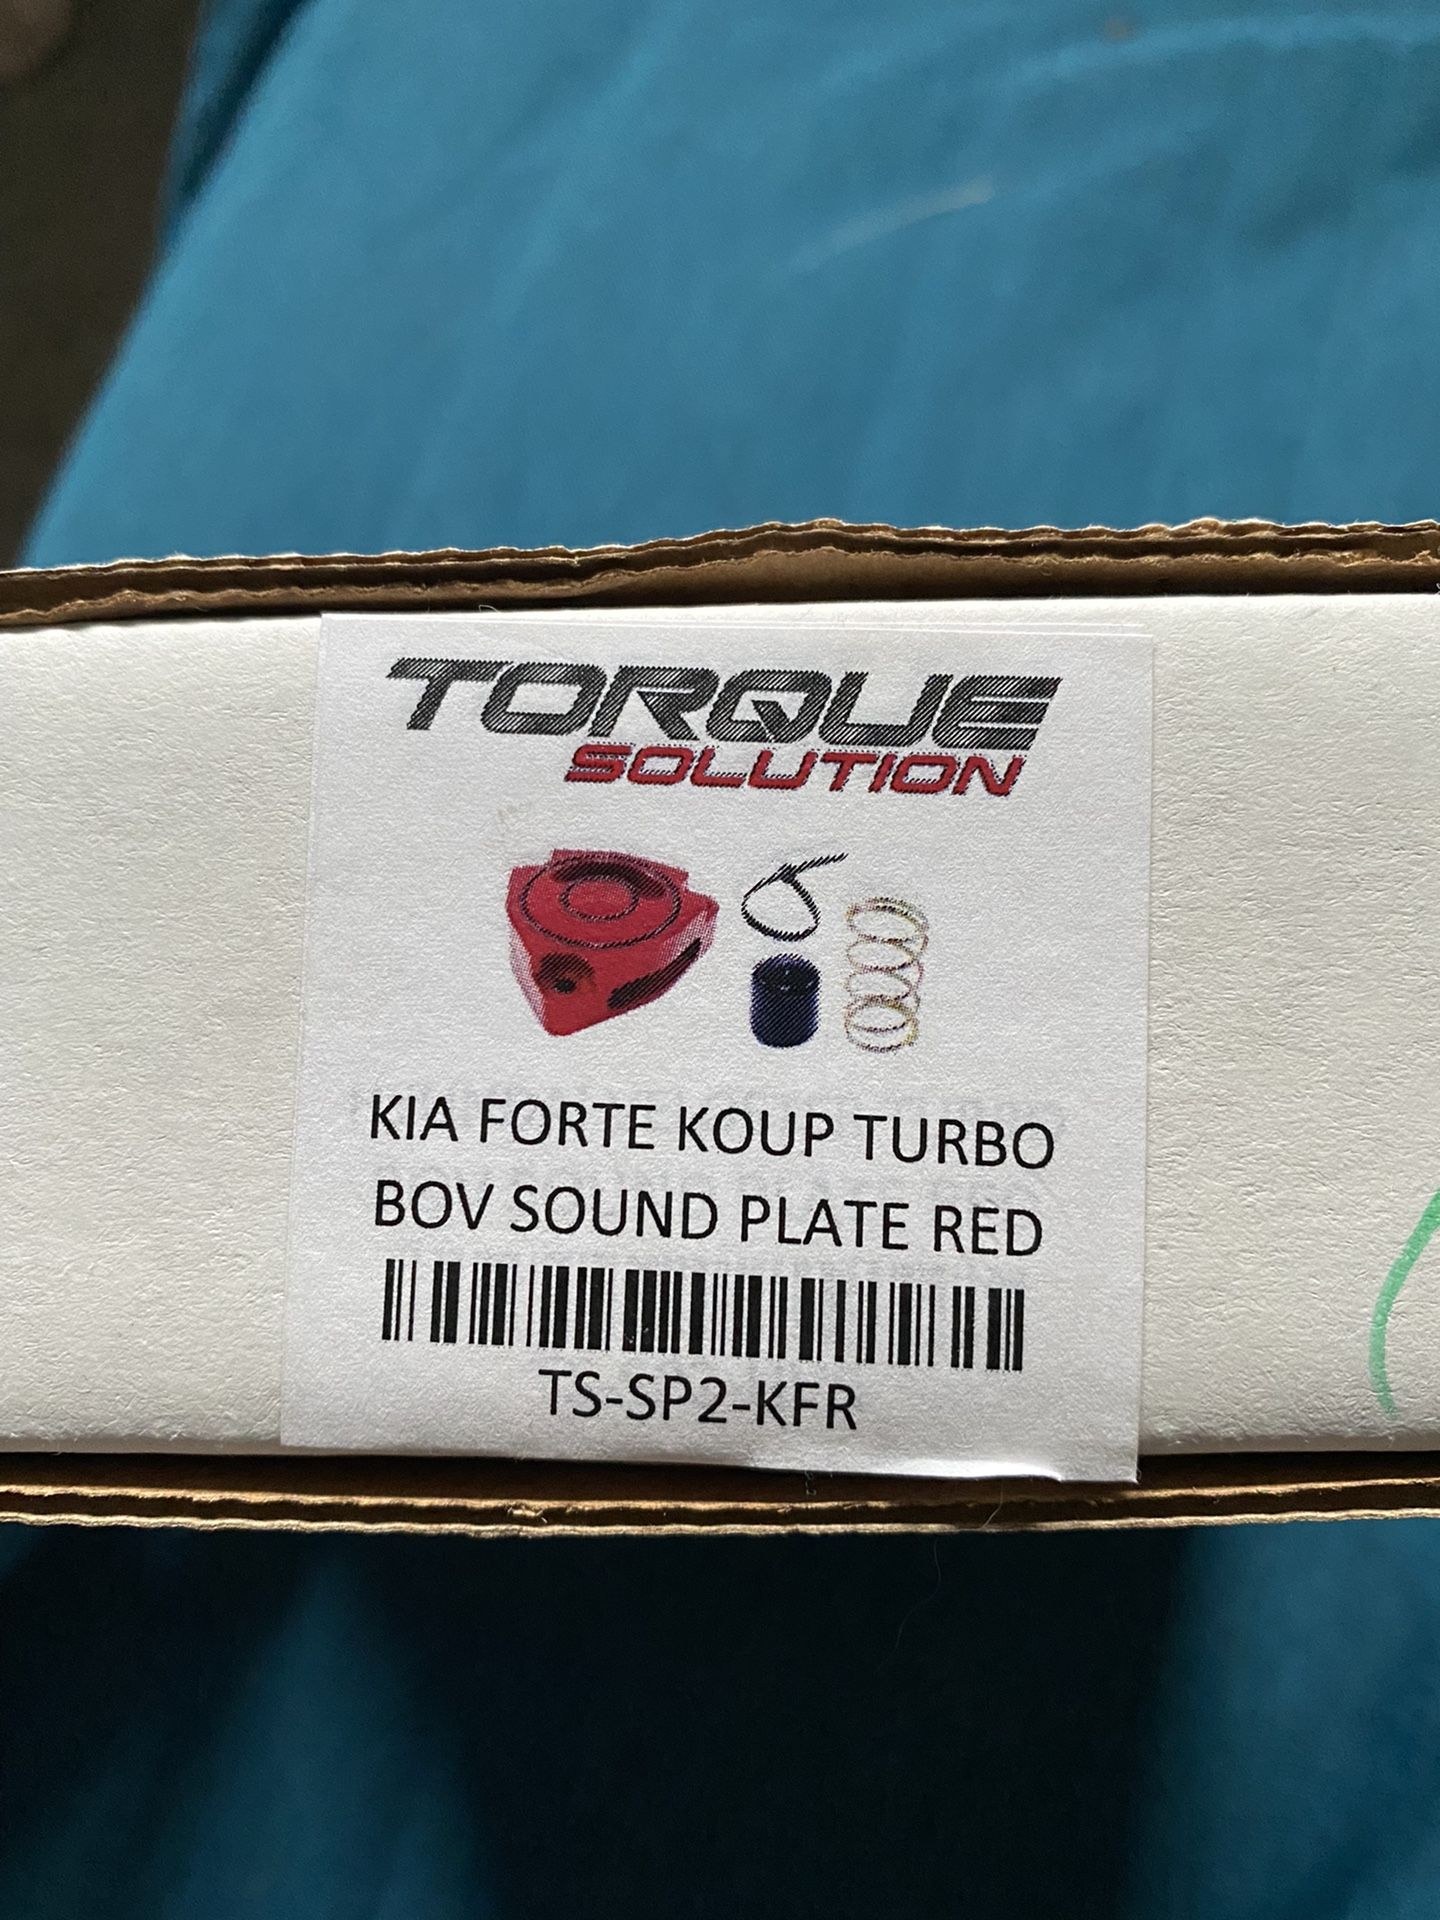 TORQUE
SOLUTION
KIA FORTE KOUP TURBO
BOV SOUND PLATE RED
TS-SP2-KFR